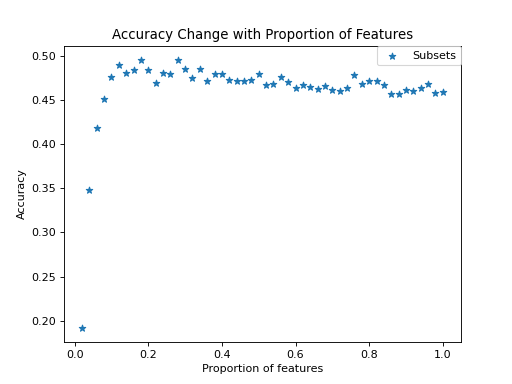 Accuracy Change with Proportion of Features
Subsets
0.50
0.45
0.40
0.35
0.30
0.25
0.20
Accuracy
0.0 0.2 0.4 0.6 0.8 1.0
Proportion of features